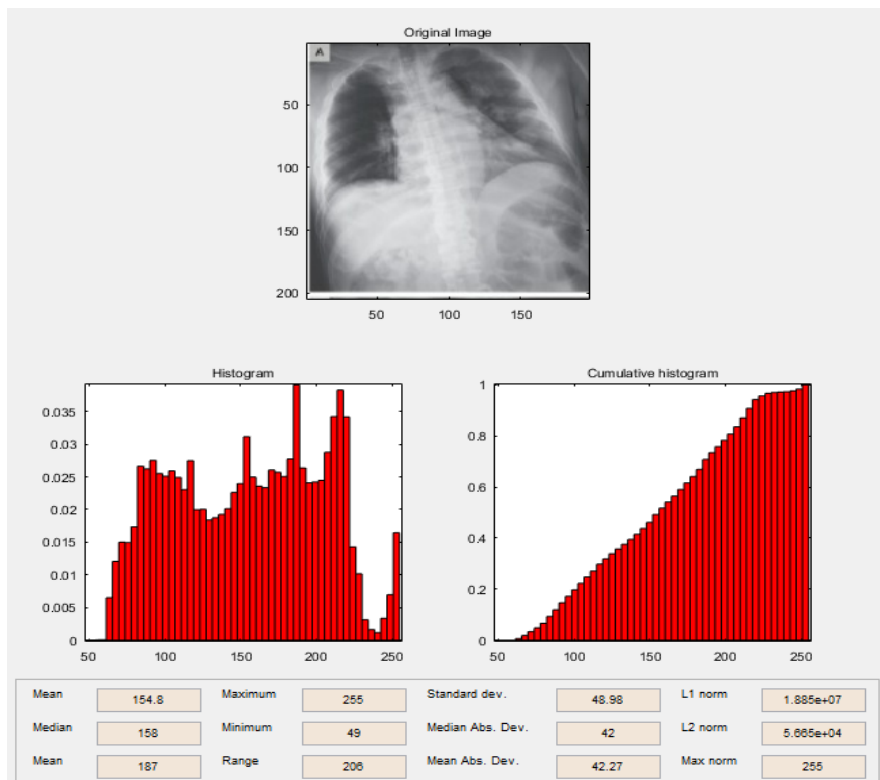 Original Image
50
100
150
200
50 100 150
Histogram
0.035
0.03
0.025
0.02
0.015
0.01
0.005
0
50 100 150 200 250
Cumulative histogram
1
0.8
0.6
0.4
0.2
0
50 100 150 200 250
Mean 154.8 Maximum 255 Standard dev. 48.98 L1 norm 1.885e+07
Median 158 Minimum 49 Median Abs. Dev. 42 L2 norm 5.665e+04
Mean 187 Range 206 Mean Abs. Dev. 42.27 Max norm 255